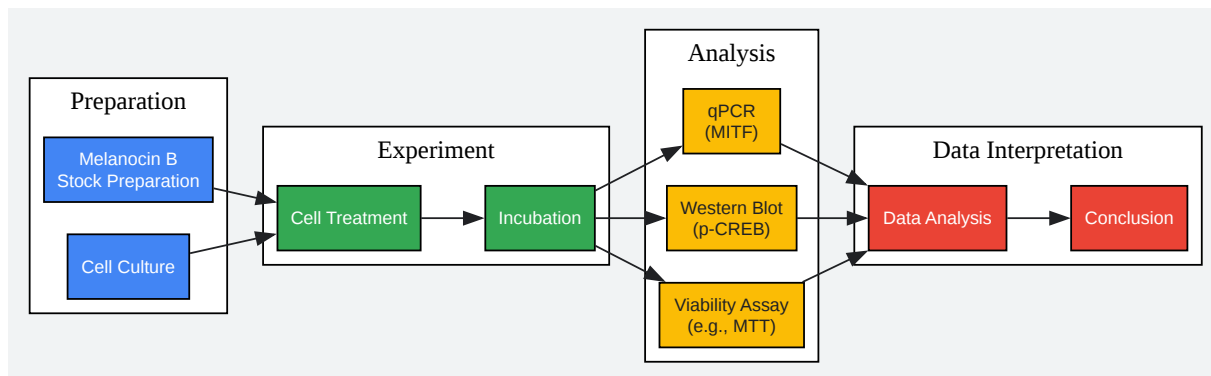 Preparation
Melanocin B
Stock Preparation
Cell Culture
Experiment
Cell Treatment
Incubation
Analysis
qPCR
(MITF)
Western Blot
(p-CREB)
Viability Assay
(e.g., MTT)
Data Interpretation
Data Analysis
Conclusion